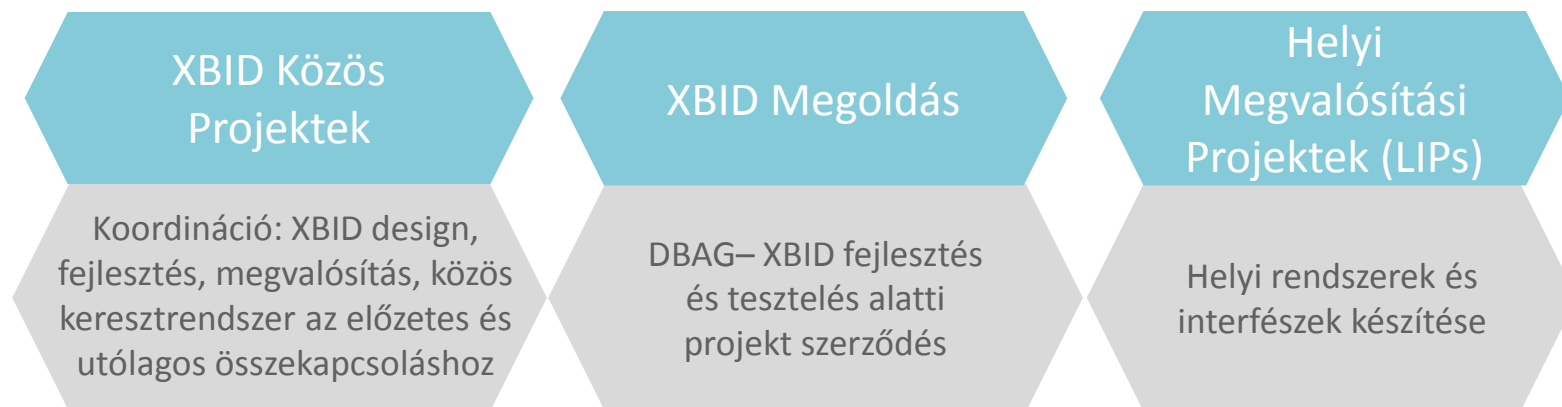 XBID Közös
Projektek
Koordináció: XBID design,
fejlesztés, megvalósítás, közös
keresztrendszer az előzetes és
utólagos összekapcsoláshoz
XBID Megoldás
DBAG– XBID fejlesztés
és tesztelés alatti
projekt szerződés
Helyi
Megvalósítási
Projektek (LIPs)
Helyi rendszerek és
interfészek készítése